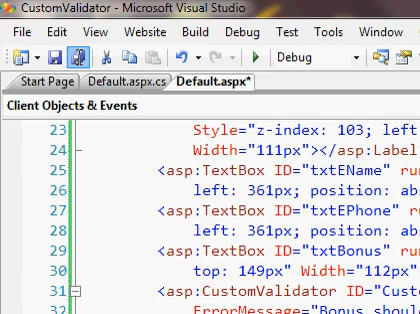 CustomValidator - Microsoft Visual Studio
File Edit View Website Build Debug Test Tools Window
Debug
Start Page Default.aspx.cs Default.aspx*
Client Objects & Events
23 Style="z-index: 103; left
24 Width="111px"></asp:Label
25 <asp:TextBox ID="txtEName" ru
26 left: 361px; position: ab
27 <asp:TextBox ID="txtEPhone" r
28 left: 361px; position: ab
29 <asp:TextBox ID="txtBonus" ru
30 top: 149px" Width="112px"
31 <asp:CustomValidator ID="Cust
32 ErrorMessage="Bonus shoul